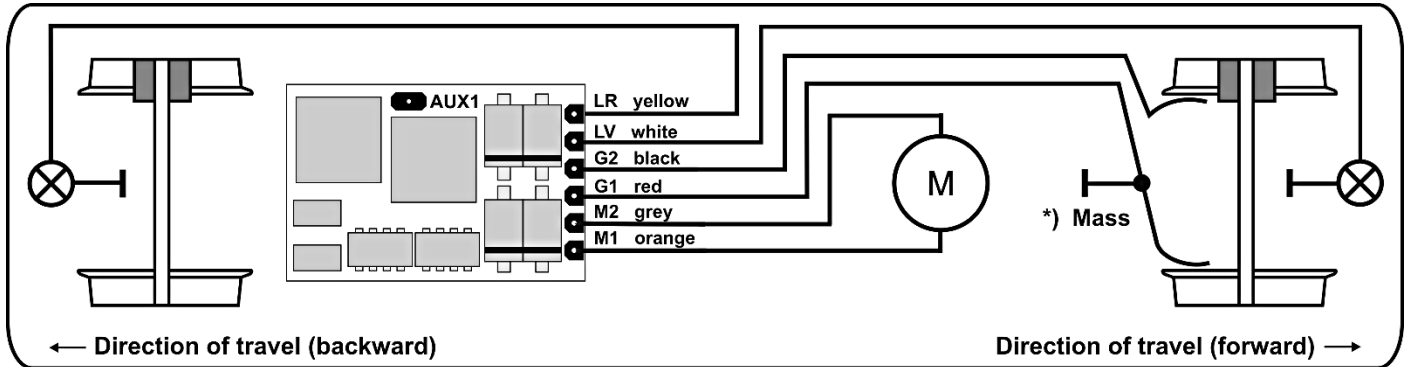 AUX1
LR yellow
LV white
G2 black
G1 red
M2 grey
M1 orange
M
*) Mass
← Direction of travel (backward)
Direction of travel (forward) →